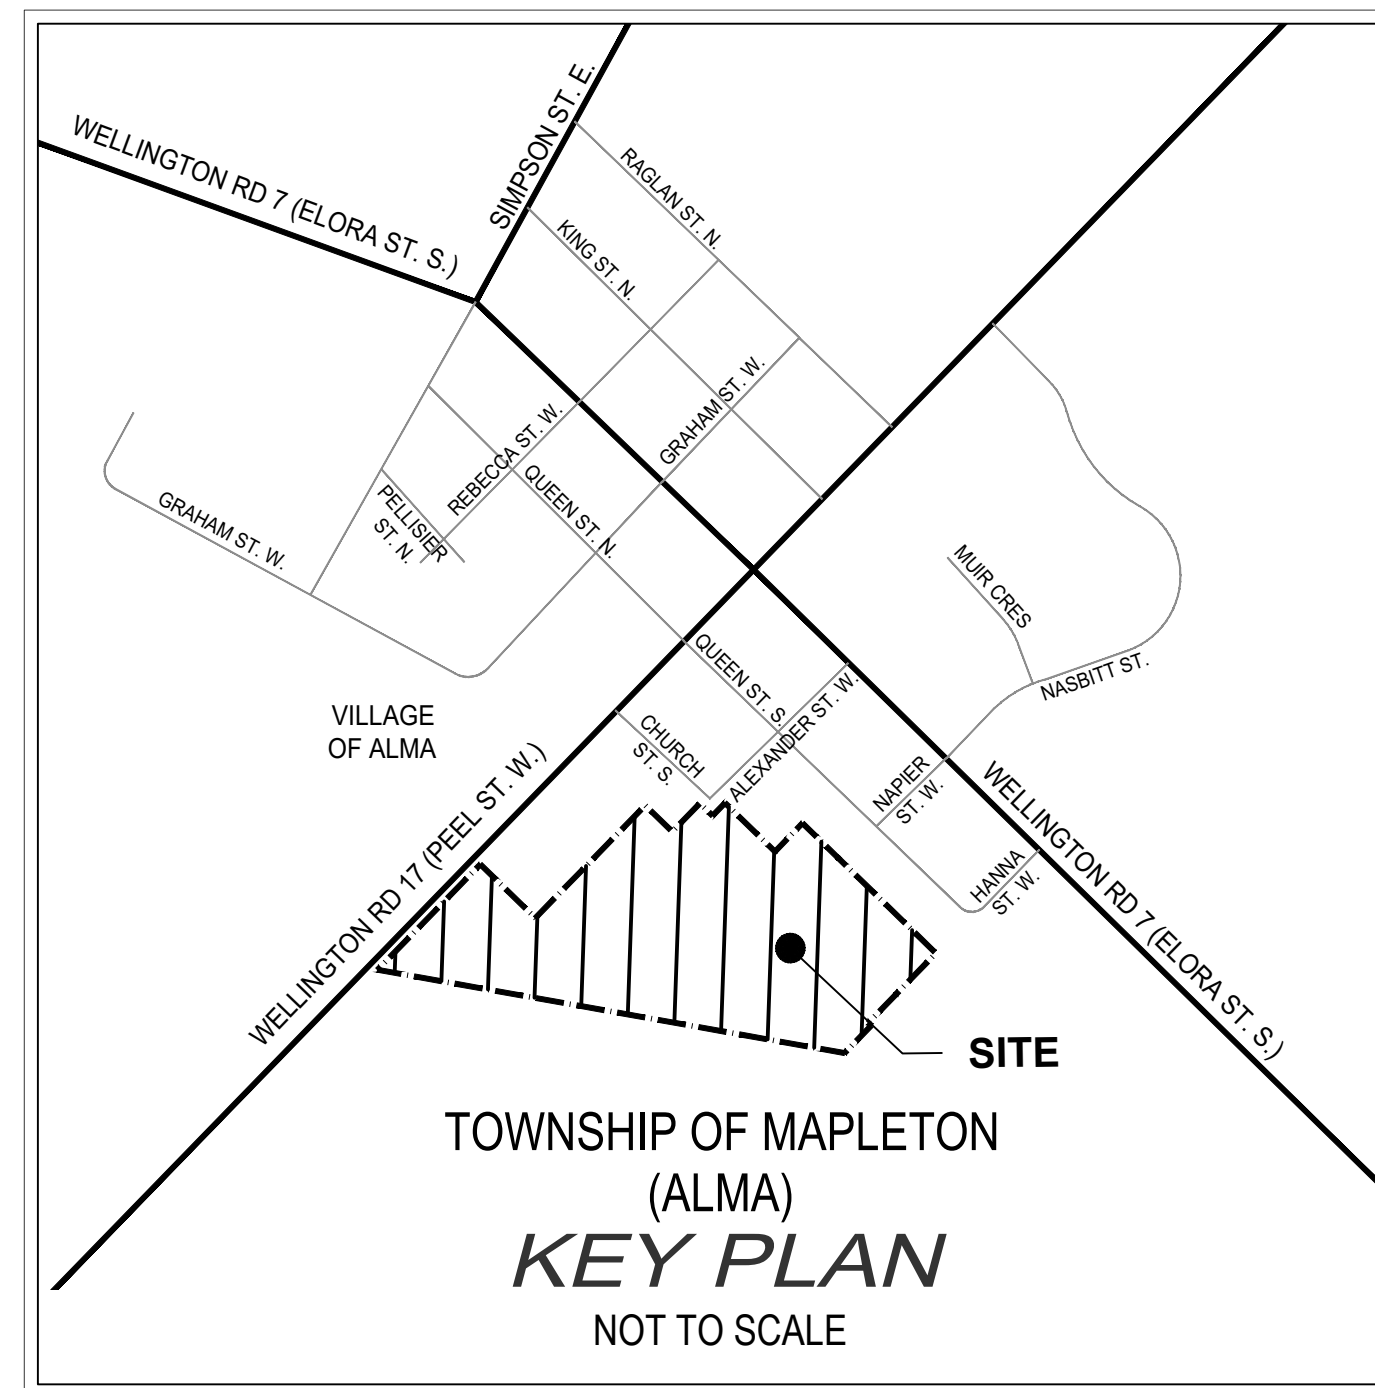 WELLINGTON RD 7 (ELORA ST. S.)
SIMPSON ST. E.
RAGLAN ST. N.
KING ST. N.
GRAHAM ST. W.
REBECCA ST. W.
QUEEN ST. N.
PELLISIER
ST. N.
GRAHAM ST. W.
MUIR CRES
NASBITT ST.
QUEEN ST. S.
ALEXANDER ST. W.
CHURCH
ST. S.
VILLAGE
OF ALMA
NAPIER
ST. W.
HANNA
ST. W.
WELLINGTON RD 17 (PEEL ST. W.)
WELLINGTON RD 7 (ELORA ST. S.)
SITE
TOWNSHIP OF MAPLETON
(ALMA)
KEY PLAN
NOT TO SCALE